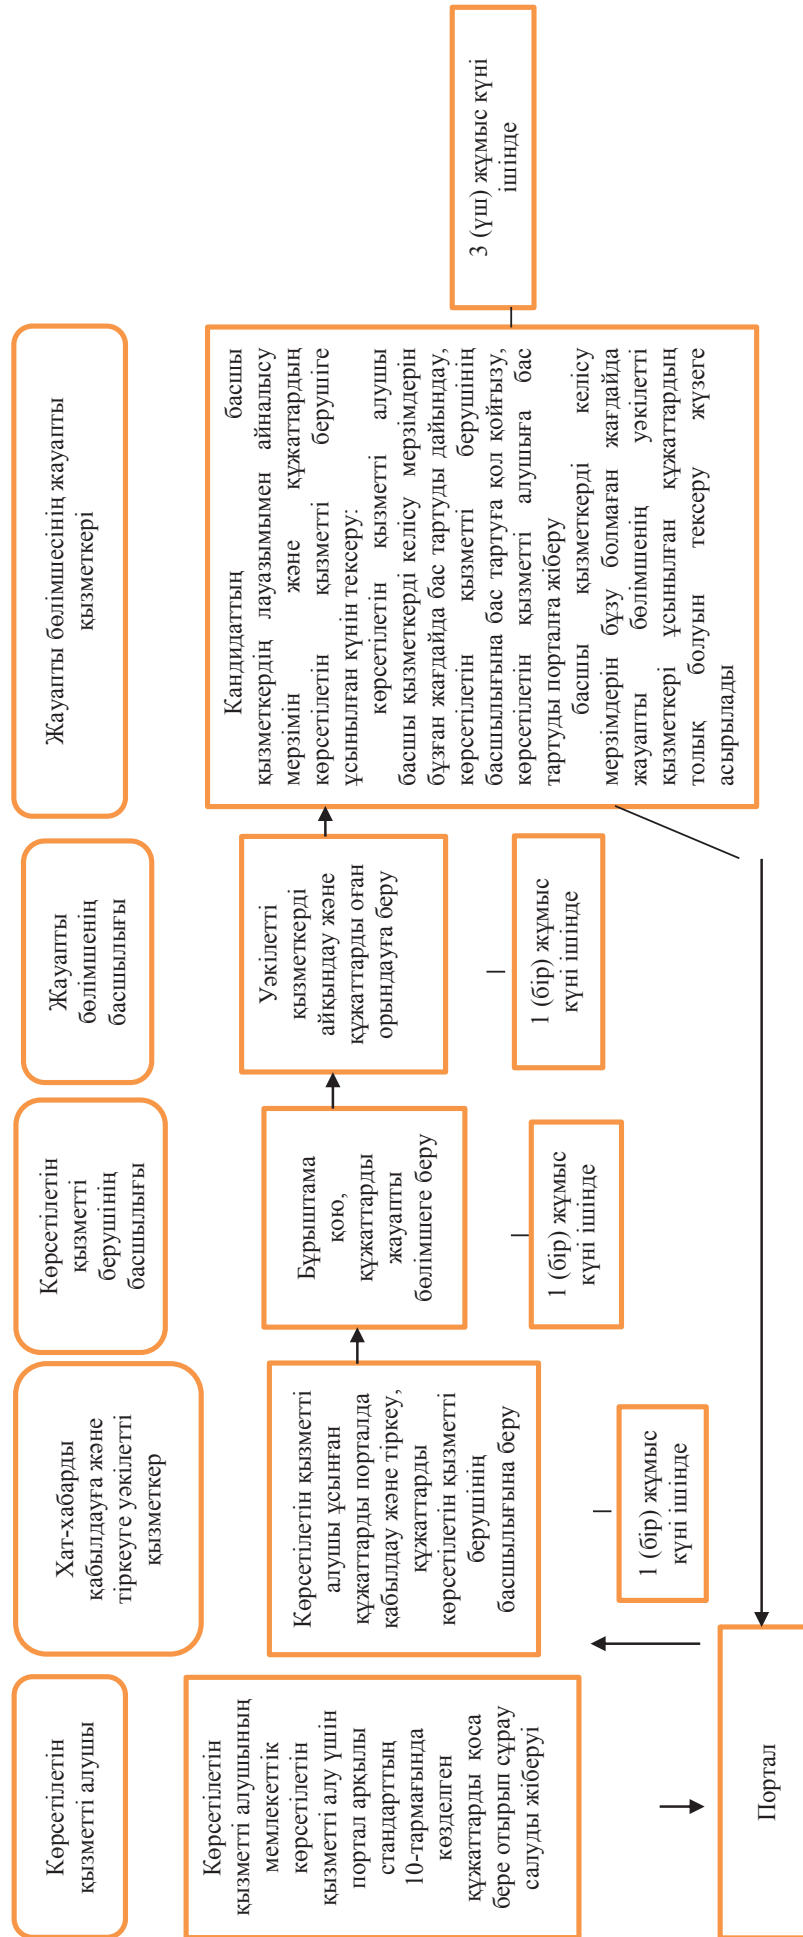 Көрсетілетін
қызметті алушы
Хат-хабарды
қабылдауға және
тіркеуге уәкілетті
қызметкер
Көрсетілетін
қызметті
берушінің
басшылығы
Жауапты
бөлімшенің
басшылығы
Жауапты бөлімшесінің жауапты
қызметкері
Көрсетілетін
қызметті алушының
мемлекеттік
көрсетілетін
қызметті алу үшін
портал арқылы
стандарттың
10-тармағында
көзделген
құжаттарды қоса
бере отырып сұрау
салуды жіберуі
Көрсетілетін қызметті
алушы ұсынған
құжаттарды порталда
қабылдау және тіркеу,
құжаттарды
көрсетілетін қызметті
берушінің
басшылығына беру
Бұрыштама
қою,
құжаттарды
жауапты
бөлімшеге беру
Уәкілетті
қызметкерді
айқындау және
құжаттарды оған
орындауға беру
Кандидаттың басшы
қызметкердің лауазымымен айналысу
мерзімін және құжаттардың
көрсетілетін қызметті берушіге
ұсынылған күнін тексеру:
көрсетілетін қызметті алушы
басшы қызметкерді келісу мерзімдерін
бұзған жағдайда бас тартуды дайындау,
көрсетілетін қызметті берушінің
басшылығына бас тартуға қол қойғызу,
көрсетілетін қызметті алушыға бас
тартуды порталға жіберу
басшы қызметкерді келісу
мерзімдерін бұзу болмаған жағдайда
жауапты бөлімшенің уәкілетті
қызметкері ұсынылған құжаттардың
толық болуын тексеру жүзеге
асырылады
3 (үш) жұмыс күні
ішінде
1 (бір) жұмыс
күні ішінде
1 (бір) жұмыс
күні ішінде
1 (бір) жұмыс
күні ішінде
Портал